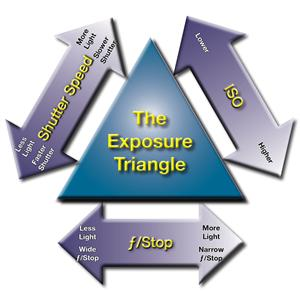 More
Light
Slower
Shutter
Shutter Speed
Less
Light
Faster
Shutter
Lower
ISO
Higher
The
Exposure
Triangle
Less
Light
Wide
ƒ/Stop
ƒ/Stop
More
Light
Narrow
ƒ/Stop